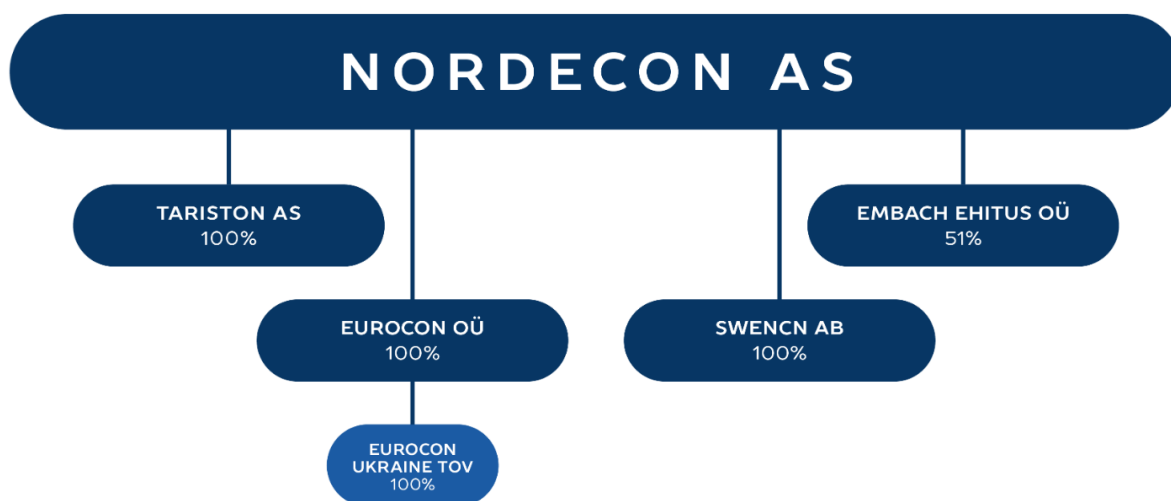 NORDECON AS
TARISTON AS
100%
EMBACH EHITUS OÜ
51%
EUROCON OÜ
100%
SWENCN AB
100%
EUROCON
UKRAINE TOV
100%